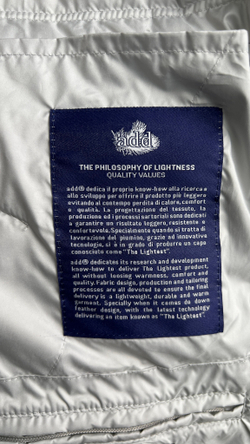 add
THE PHILOSOPHY OF LIGHTNESS
QUALITY VALUES
add® dedica il proprio know-how alla ricerca e
allo sviluppo per offrire il prodotto più leggero
evitando al contempo perdita di calore, comfort
e qualità. La progettazione del tessuto, la
produzione ed i processi sartoriali sono dedicati
a garantire un risultato leggero, resistente e
confortevole. Specialmente quando si tratta di
lavorazione del piumino, grazie ad innovative
tecnologie, si è in grado di produrre un capo
conosciuto come "The Lightest".
add® dedicates its research and development
know-how to deliver The Lightest product,
all without loosing warmness, comfort and
quality. Fabric design, production and tailoring
processes are all devoted to ensure the final
delivery is a lightweight, durable and warm
garment. Specially when it comes da down
feather design, with the latest technology
delivering an item known as "The Lightest".